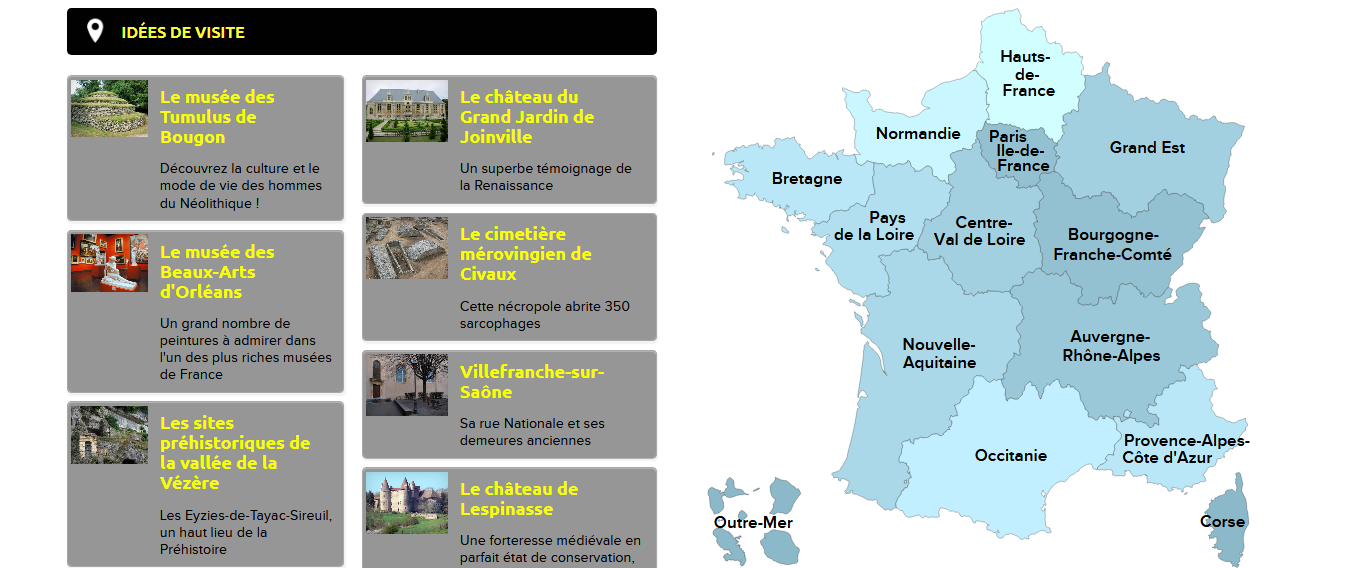 IDÉES DE VISITE
Le musée des
Tumulus de
Bougon
Découvrez la culture et le
mode de vie des hommes
du Néolithique !
Le musée des
Beaux-Arts
d'Orléans
Un grand nombre de
peintures à admirer dans
l'un des plus riches musées
de France
Les sites
préhistoriques de
la vallée de la
Vézère
Les Eyzies-de-Tayac-Sireuil,
un haut lieu de la
Préhistoire
Le château du
Grand Jardin de
Joinville
Un superbe témoignage de
la Renaissance
Le cimetière
mérovingien de
Civaux
Cette nécropole abrite 350
sarcophages
Villefranche-sur-
Saône
Sa rue Nationale et ses
demeures anciennes
Le château de
Lespinasse
Une forteresse médiévale en
parfait état de conservation,
Hauts-
de-
France
Normandie
Paris
Ile-de-
France
Grand Est
Bretagne
Pays
de la Loire
Centre-
Val de Loire
Bourgogne-
Franche-Comté
Nouvelle-
Aquitaine
Auvergne-
Rhône-Alpes
Occitanie
Provence-Alpes-
Côte d'Azur
Outre-Mer
Corse